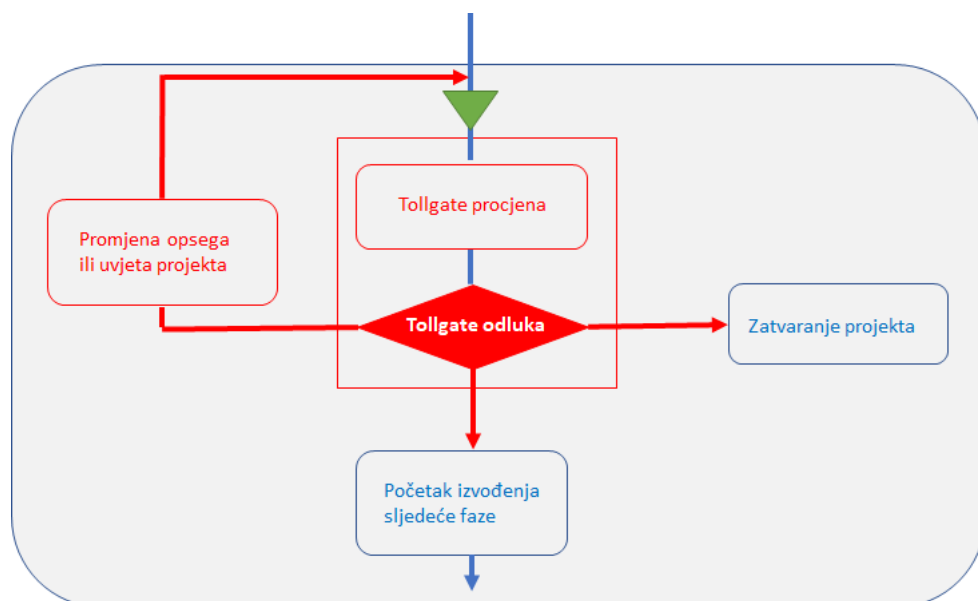 Tollgate procjena
Promjena opsega
ili uvjeta projekta
Tollgate odluka
Zatvaranje projekta
Početak izvođenja
sljedeće faze